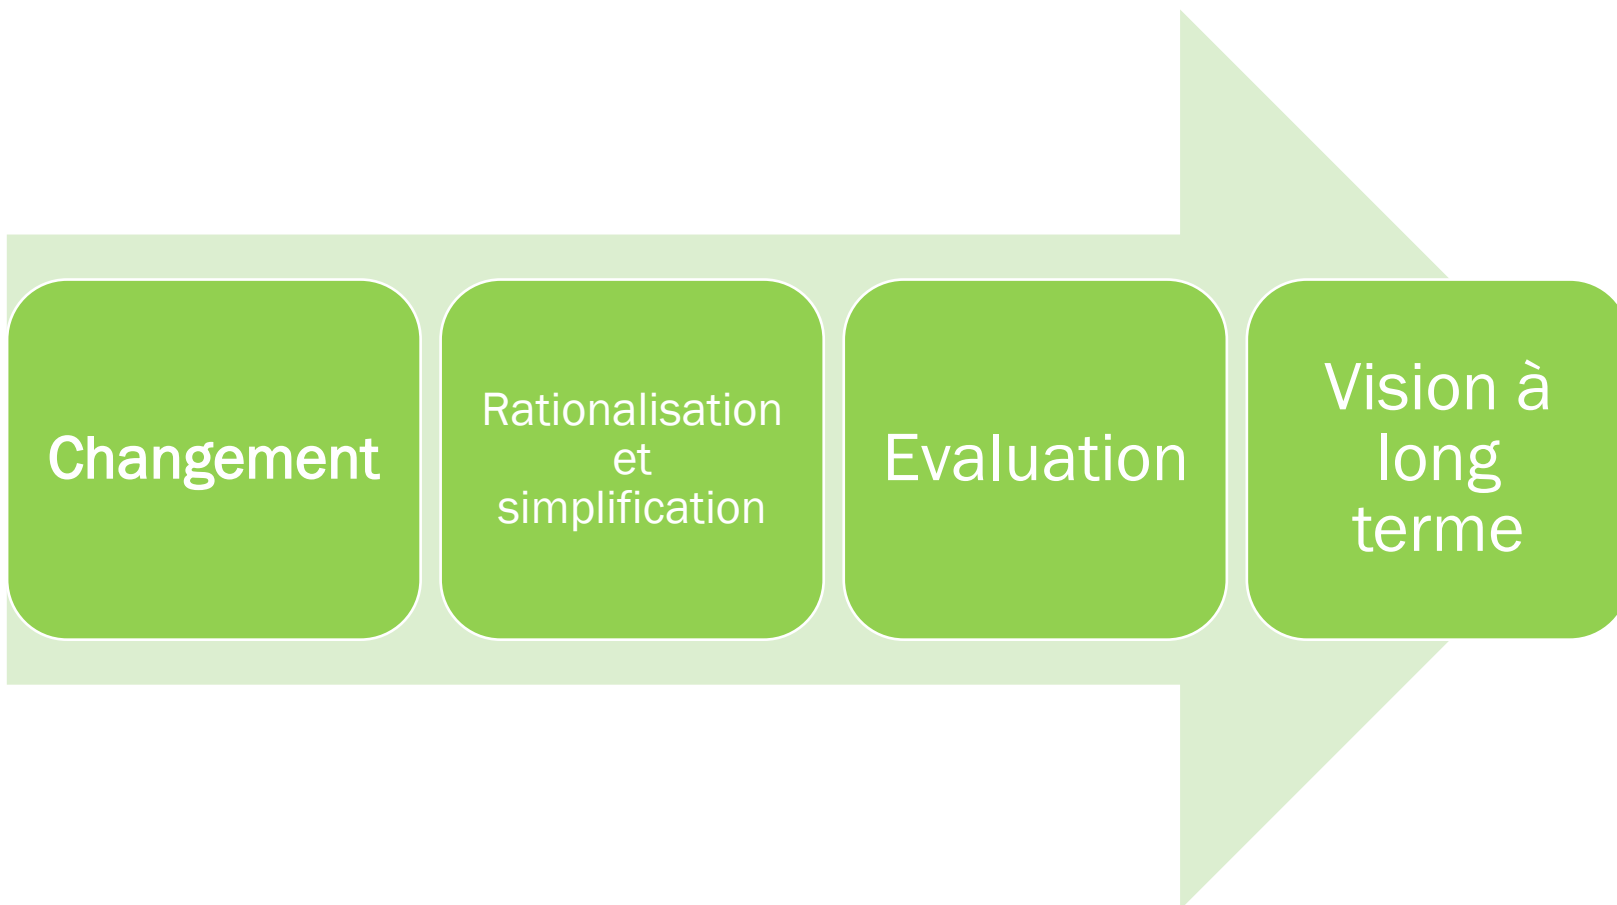 Changement
Rationalisation
et
simplification
Evaluation
Vision à
long
terme